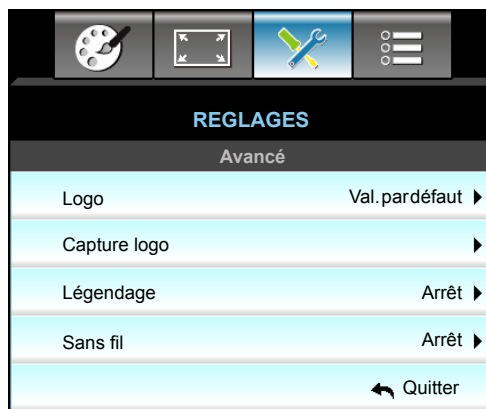 REGLAGES
Avancé
Logo Val.pardéfaut
Capture logo
Légendage Arrêt
Sans fil Arrêt
Quitter